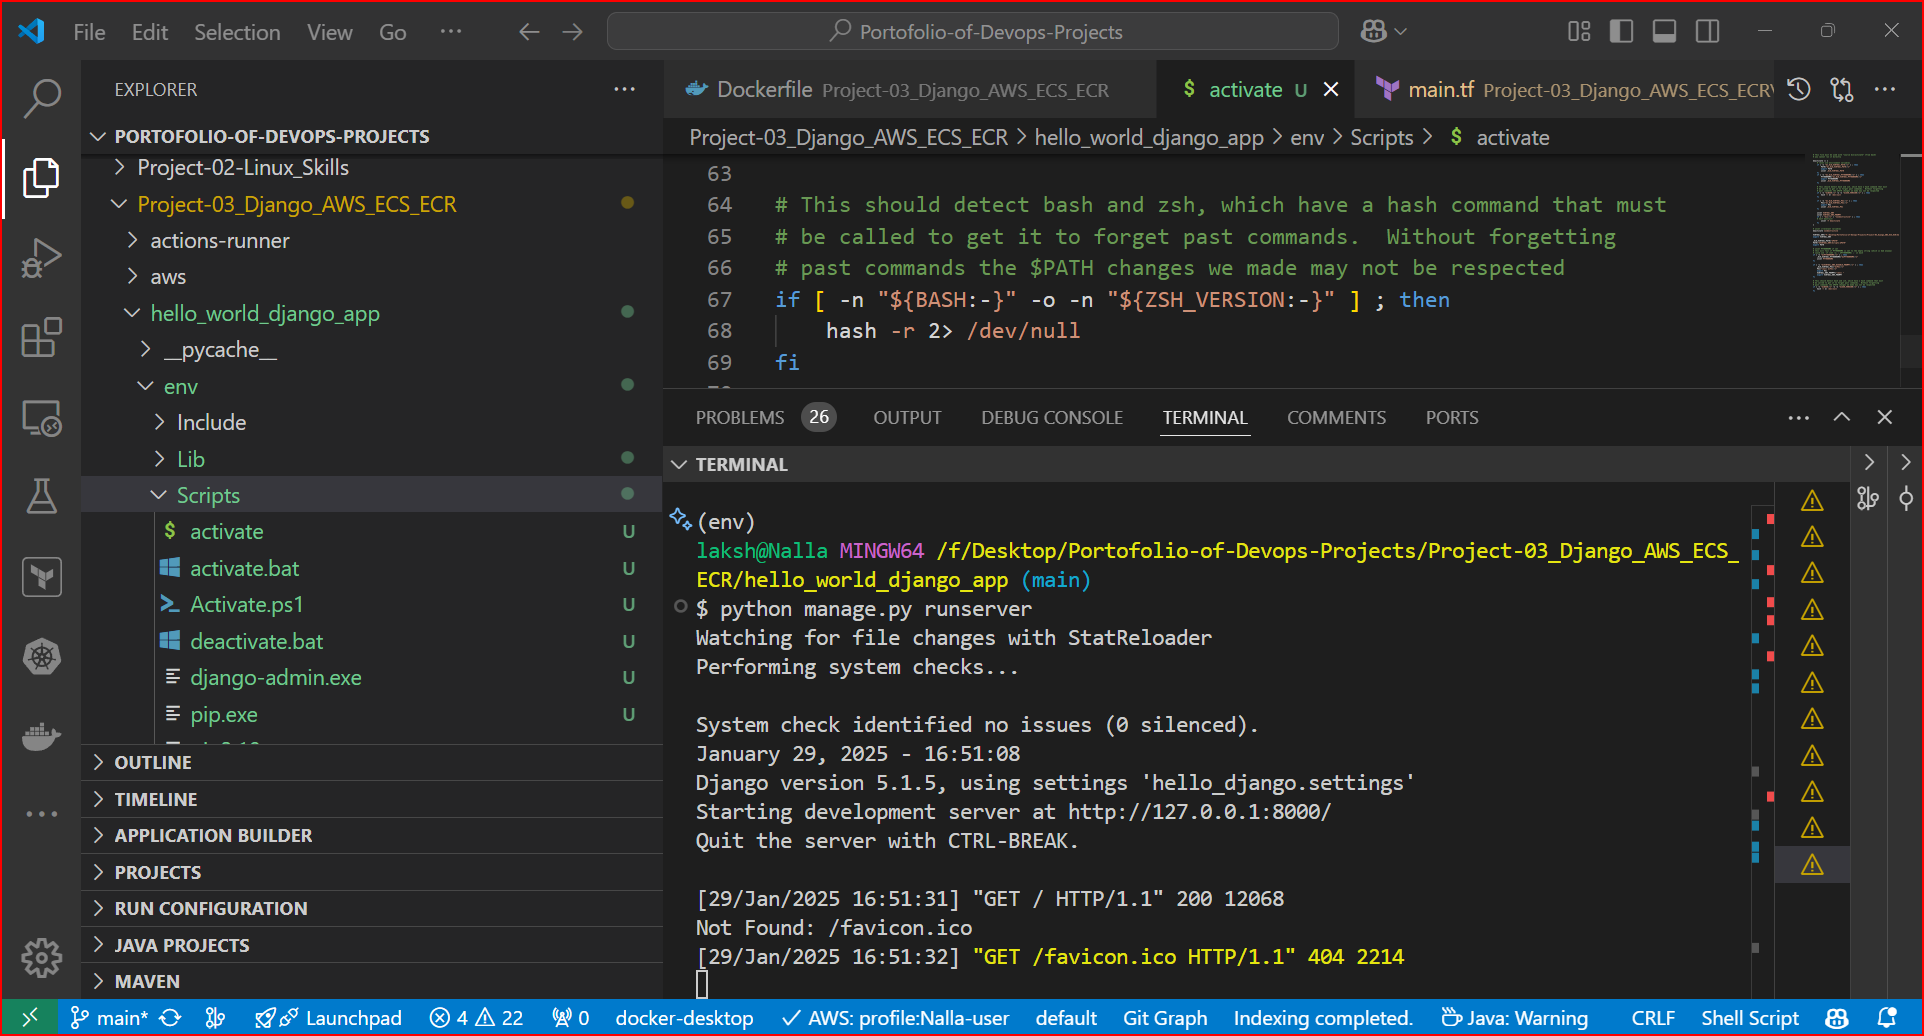 File Edit Selection View Go ··· Portofolio-of-Devops-Projects
EXPLORER
PORTOFOLIO-OF-DEVOPS-PROJECTS
Project-02-Linux_Skills
Project-03_Django_AWS_ECS_ECR
actions-runner
aws
hello_world_django_app
__pycache__
env
Include
Lib
Scripts
$ activate U
activate.bat U
Activate.ps1 U
deactivate.bat U
django-admin.exe U
pip.exe U
OUTLINE
TIMELINE
APPLICATION BUILDER
PROJECTS
RUN CONFIGURATION
JAVA PROJECTS
MAVEN
Dockerfile Project-03_Django_AWS_ECS_ECR $ activate U main.tf Project-03_Django_AWS_ECS_ECR
Project-03_Django_AWS_ECS_ECR > hello_world_django_app > env > Scripts > $ activate
63
64 # This should detect bash and zsh, which have a hash command that must
65 # be called to get it to forget past commands.  Without forgetting
66 # past commands the $PATH changes we made may not be respected
67 if [ -n "${BASH:-}" -o -n "${ZSH_VERSION:-}" ] ; then
68 hash -r 2> /dev/null
69 fi
PROBLEMS 26 OUTPUT DEBUG CONSOLE TERMINAL COMMENTS PORTS
TERMINAL
(env)
laksh@Nalla MINGW64 /f/Desktop/Portofolio-of-Devops-Projects/Project-03_Django_AWS_ECS_
ECR/hello_world_django_app (main)
$ python manage.py runserver
Watching for file changes with StatReloader
Performing system checks...
System check identified no issues (0 silenced).
January 29, 2025 - 16:51:08
Django version 5.1.5, using settings 'hello_django.settings'
Starting development server at http://127.0.0.1:8000/
Quit the server with CTRL-BREAK.
[29/Jan/2025 16:51:31] "GET / HTTP/1.1" 200 12068
Not Found: /favicon.ico
[29/Jan/2025 16:51:32] "GET /favicon.ico HTTP/1.1" 404 2214
main* Launchpad 4 22 0 docker-desktop AWS: profile:Nalla-user default Git Graph Indexing completed. Java: Warning CRLF Shell Script